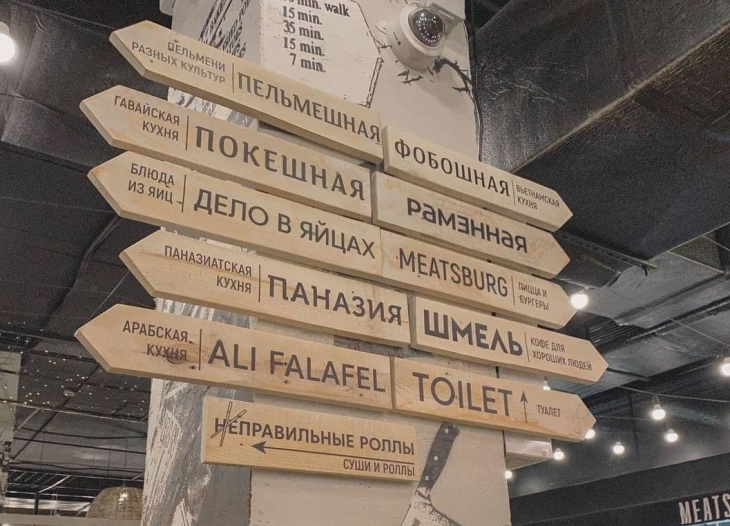 min. walk
15 min.
35 min.
15 min.
7 min.
ПЕЛЬМЕНИ
РАЗНЫХ КУЛЬТУР
ПЕЛЬМЕШНАЯ
ФОБОШНАЯ
ВЬЕТНАМСКАЯ
КУХНЯ
ГАВАЙСКАЯ
КУХНЯ
ПОКЕШНАЯ
РАМЭННАЯ
БЛЮДА
ИЗ ЯИЦ
ДЕЛО В ЯЙЦАХ
MEATSBURG
ПИЦЦА И
БУРГЕРЫ
ПАНАЗИАТСКАЯ
КУХНЯ
ПАНАЗИЯ
ШМЕЛЬ
КОФЕ ДЛЯ
ХОРОШИХ ЛЮДЕЙ
АРАБСКАЯ
КУХНЯ
ALI FALAFEL
TOILET
ТУАЛЕТ
НЕПРАВИЛЬНЫЕ РОЛЛЫ
СУШИ И РОЛЛЫ
MEATS